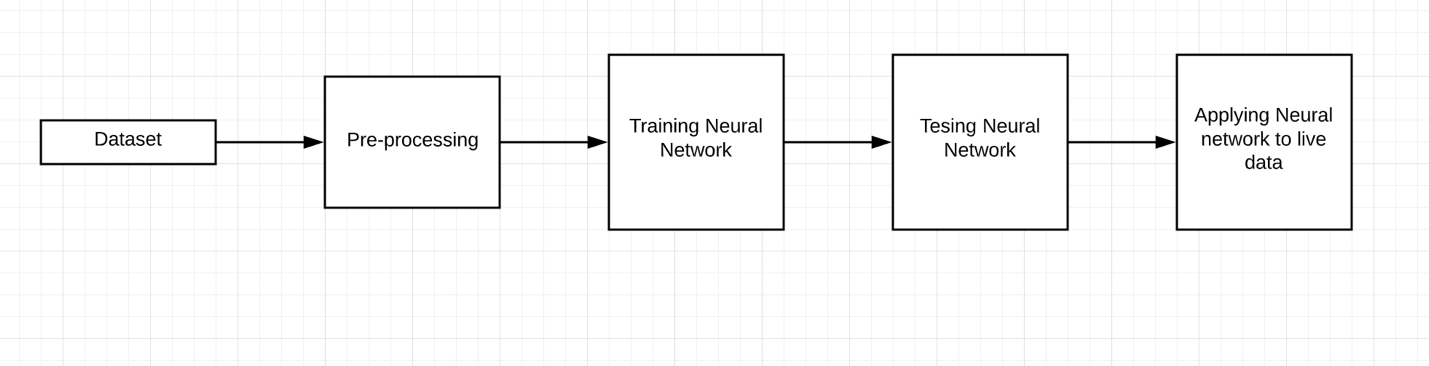 Dataset
Pre-processing
Training Neural
Network
Tesing Neural
Network
Applying Neural
network to live
data